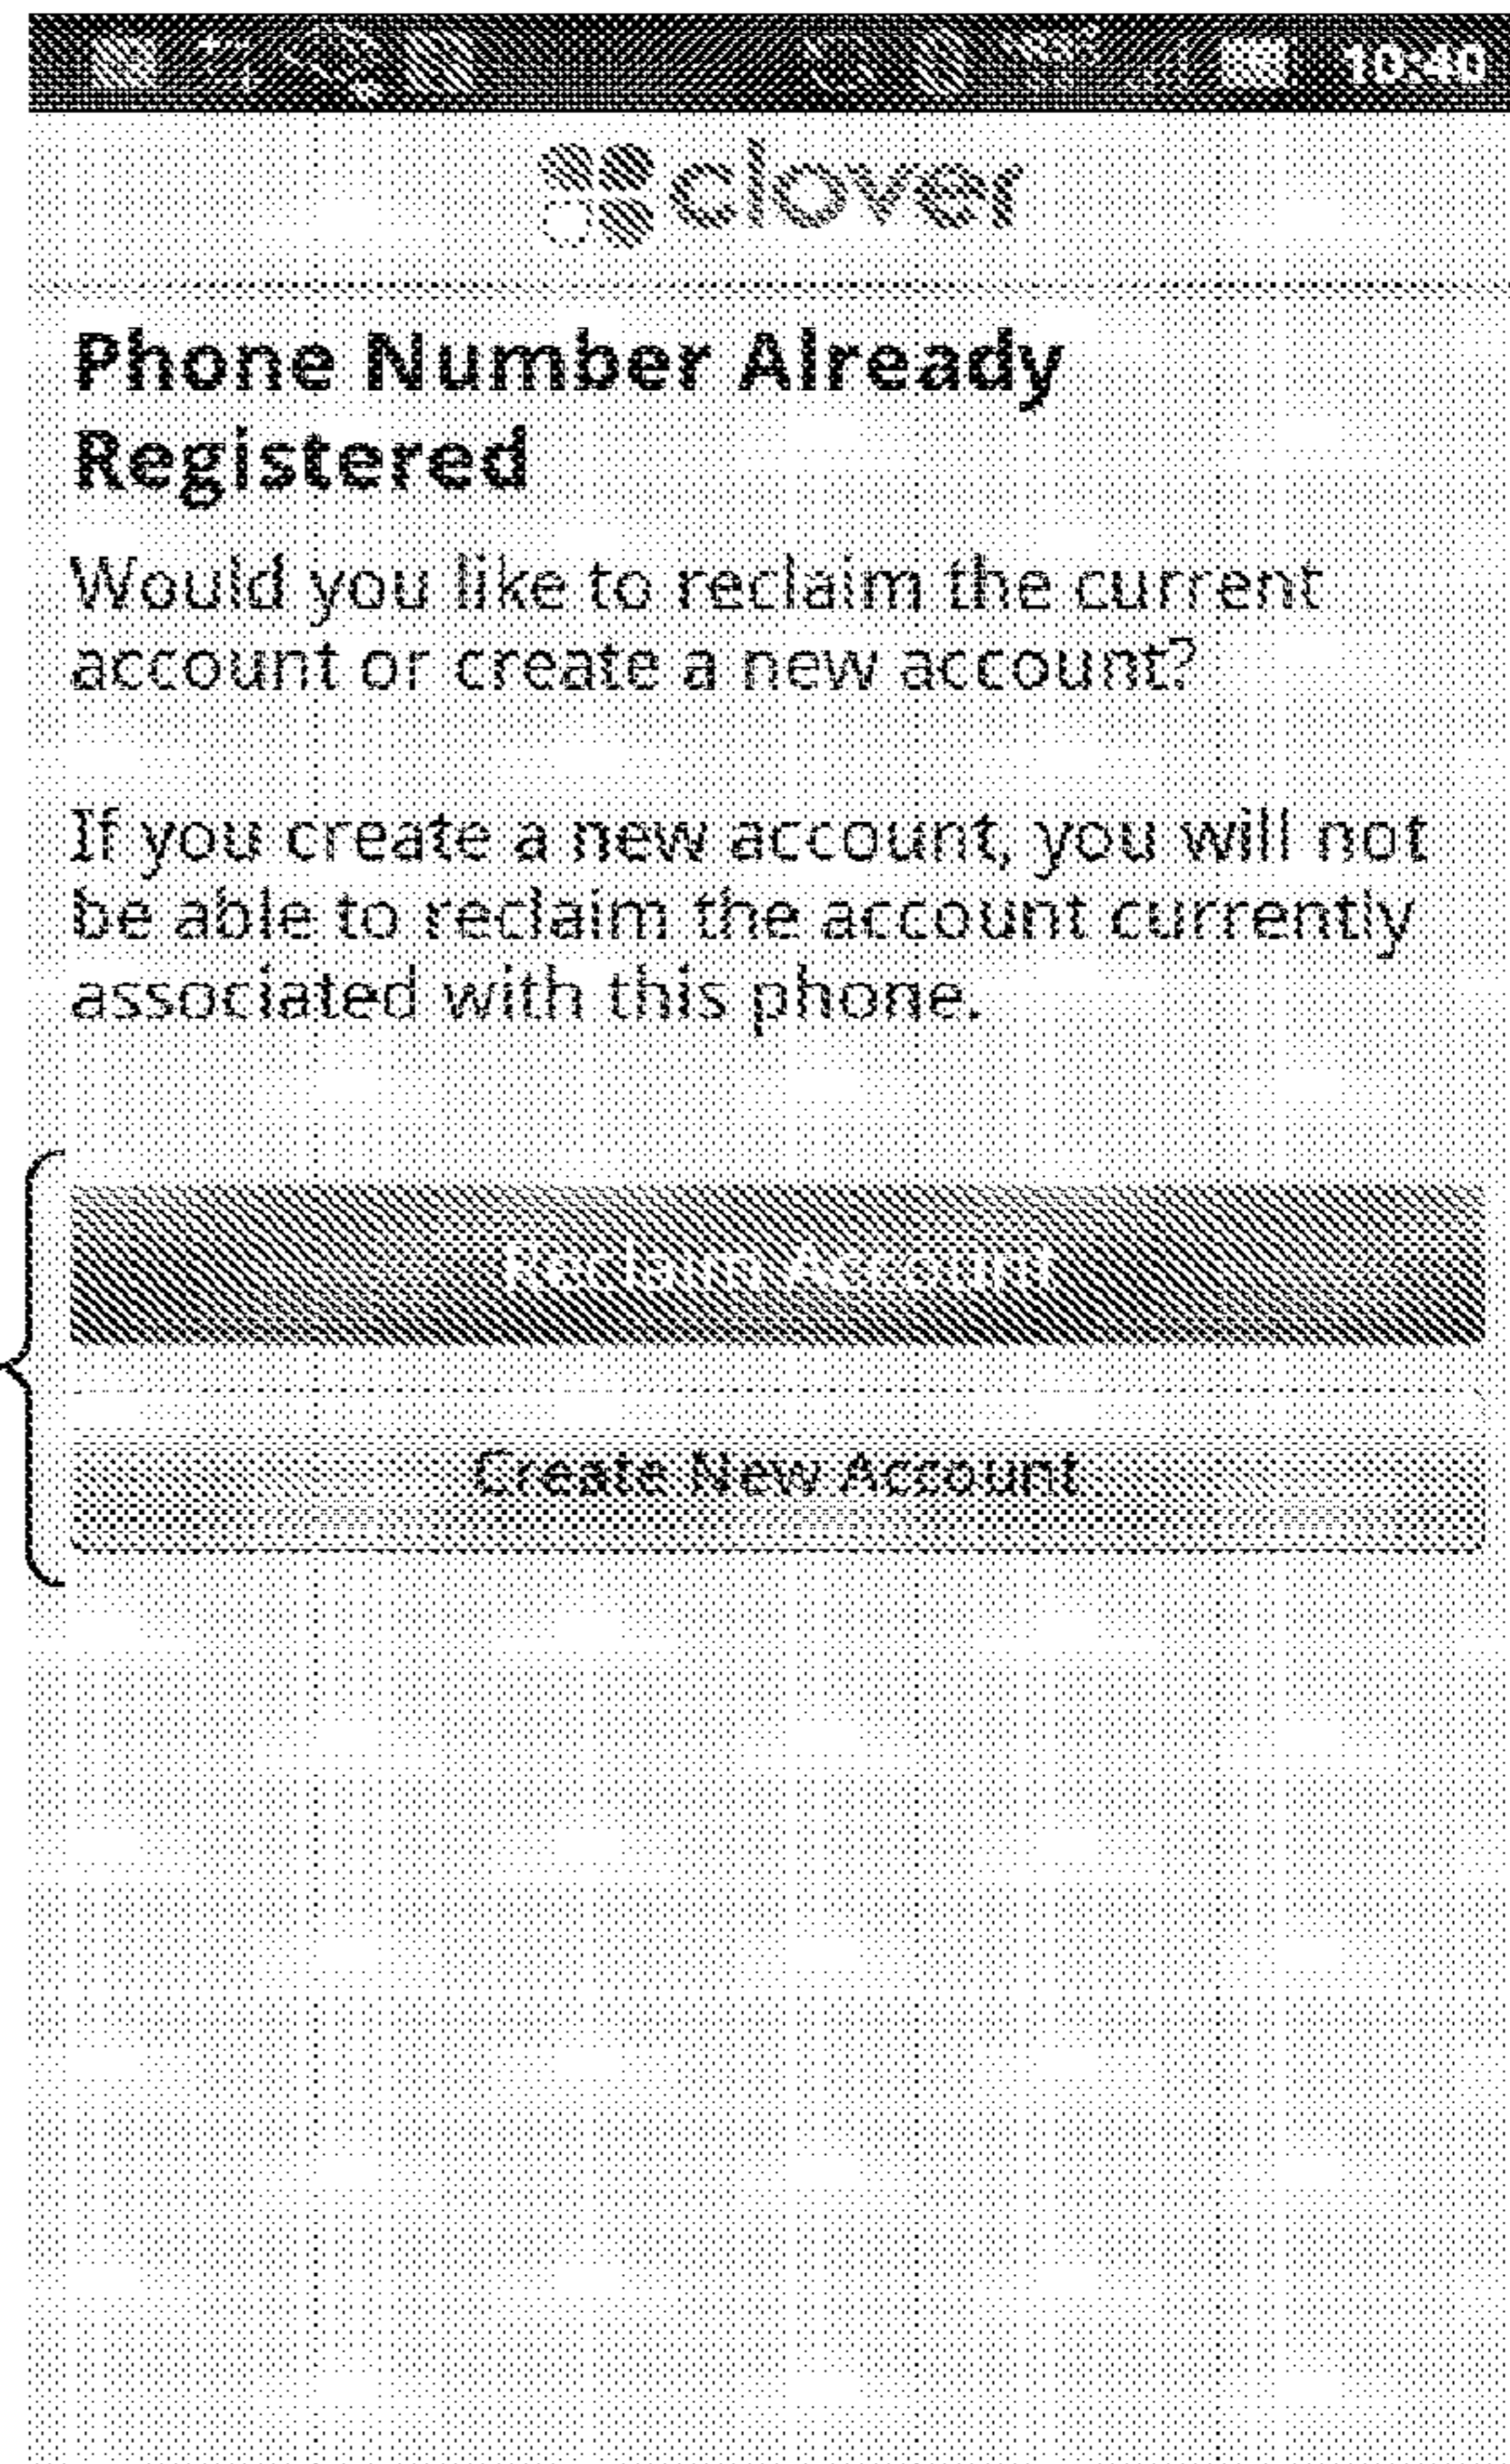 10:40
clover
Phone Number Already
Registered
Would you like to reclaim the current
account or create a new account?
If you create a new account, you will not
be able to reclaim the account currently
associated with this phone.
Reclaim Account
Create New Account